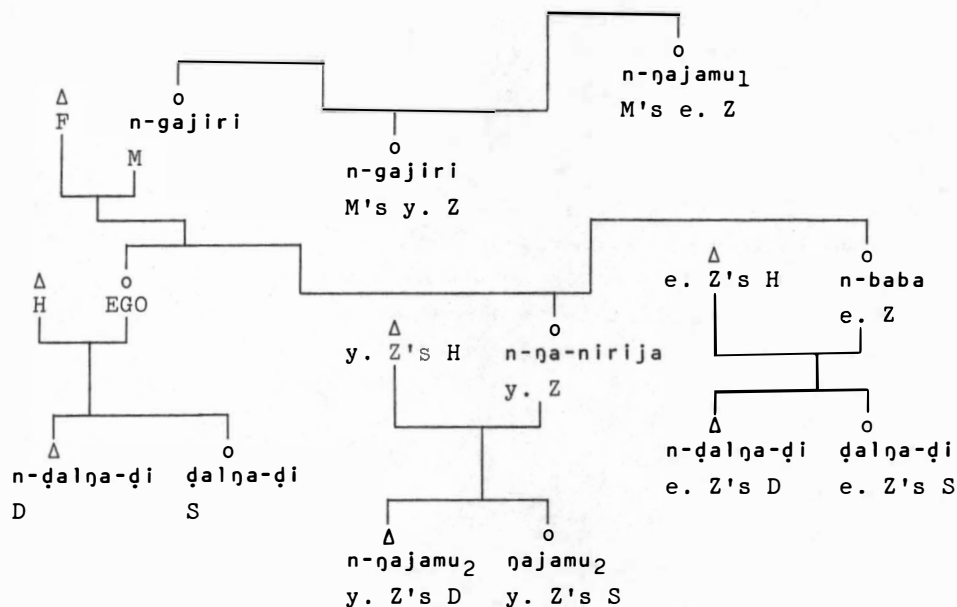 o
n-ŋajamu1
M's e. Z
Δ
F
o
n-gajiri
M
o
n-gajiri
M's y. Z
Δ
H
o
EGO
Δ
e. Z's H
o
n-baba
e. Z
Δ
y. Z's H
o
n-ŋa-nirija
y. Z
Δ
n-ḍalŋa-ḍi
D
o
ḍalŋa-ḍi
S
Δ
n-ḍalŋa-ḍi
e. Z's D
o
ḍalŋa-ḍi
e. Z's S
Δ
n-ŋajamu2
y. Z's D
o
ŋajamu2
y. Z's S